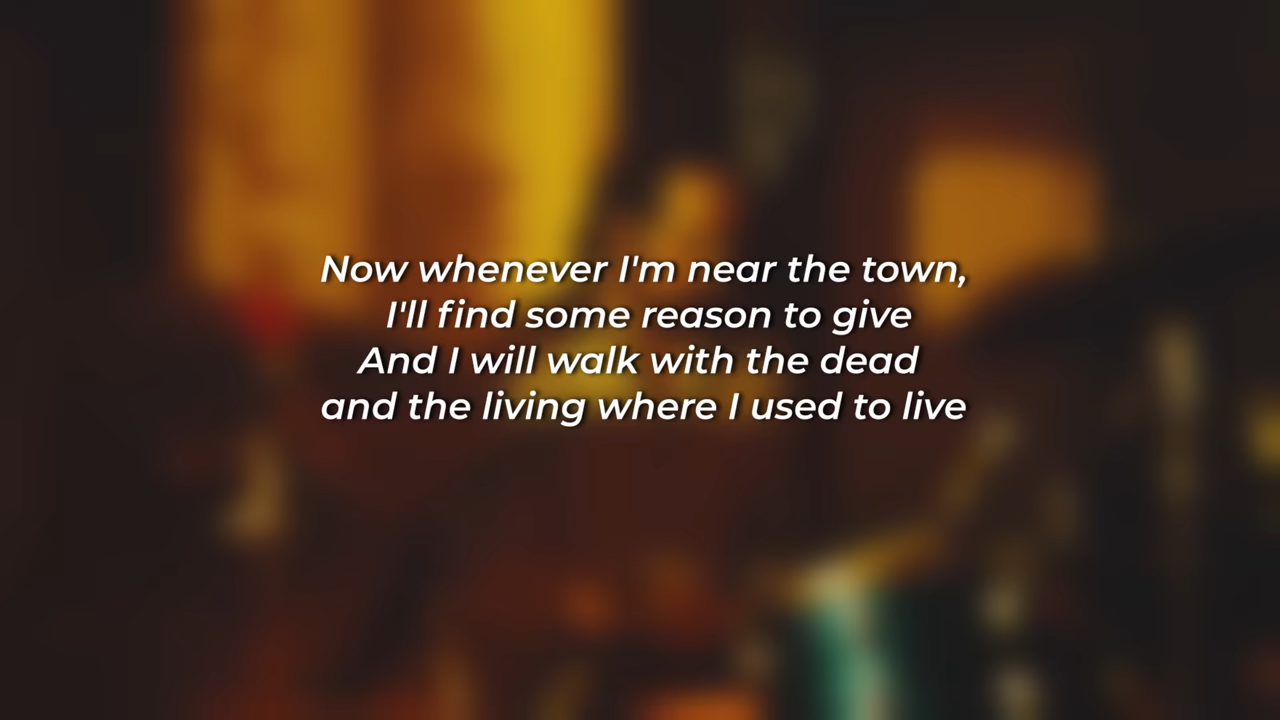 Now whenever I'm near the town,
I'll find some reason to give
And I will walk with the dead
and the living where I used to live